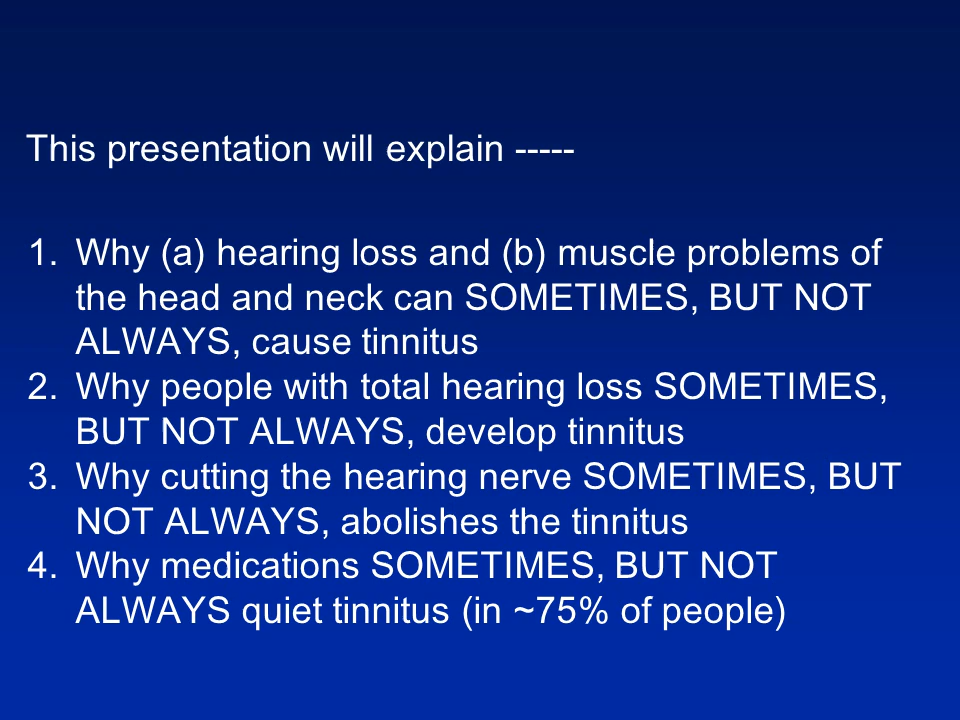 This presentation will explain -----
1. Why (a) hearing loss and (b) muscle problems of
the head and neck can SOMETIMES, BUT NOT
ALWAYS, cause tinnitus
2. Why people with total hearing loss SOMETIMES,
BUT NOT ALWAYS, develop tinnitus
3. Why cutting the hearing nerve SOMETIMES, BUT
NOT ALWAYS, abolishes the tinnitus
4. Why medications SOMETIMES, BUT NOT
ALWAYS quiet tinnitus (in ~75% of people)